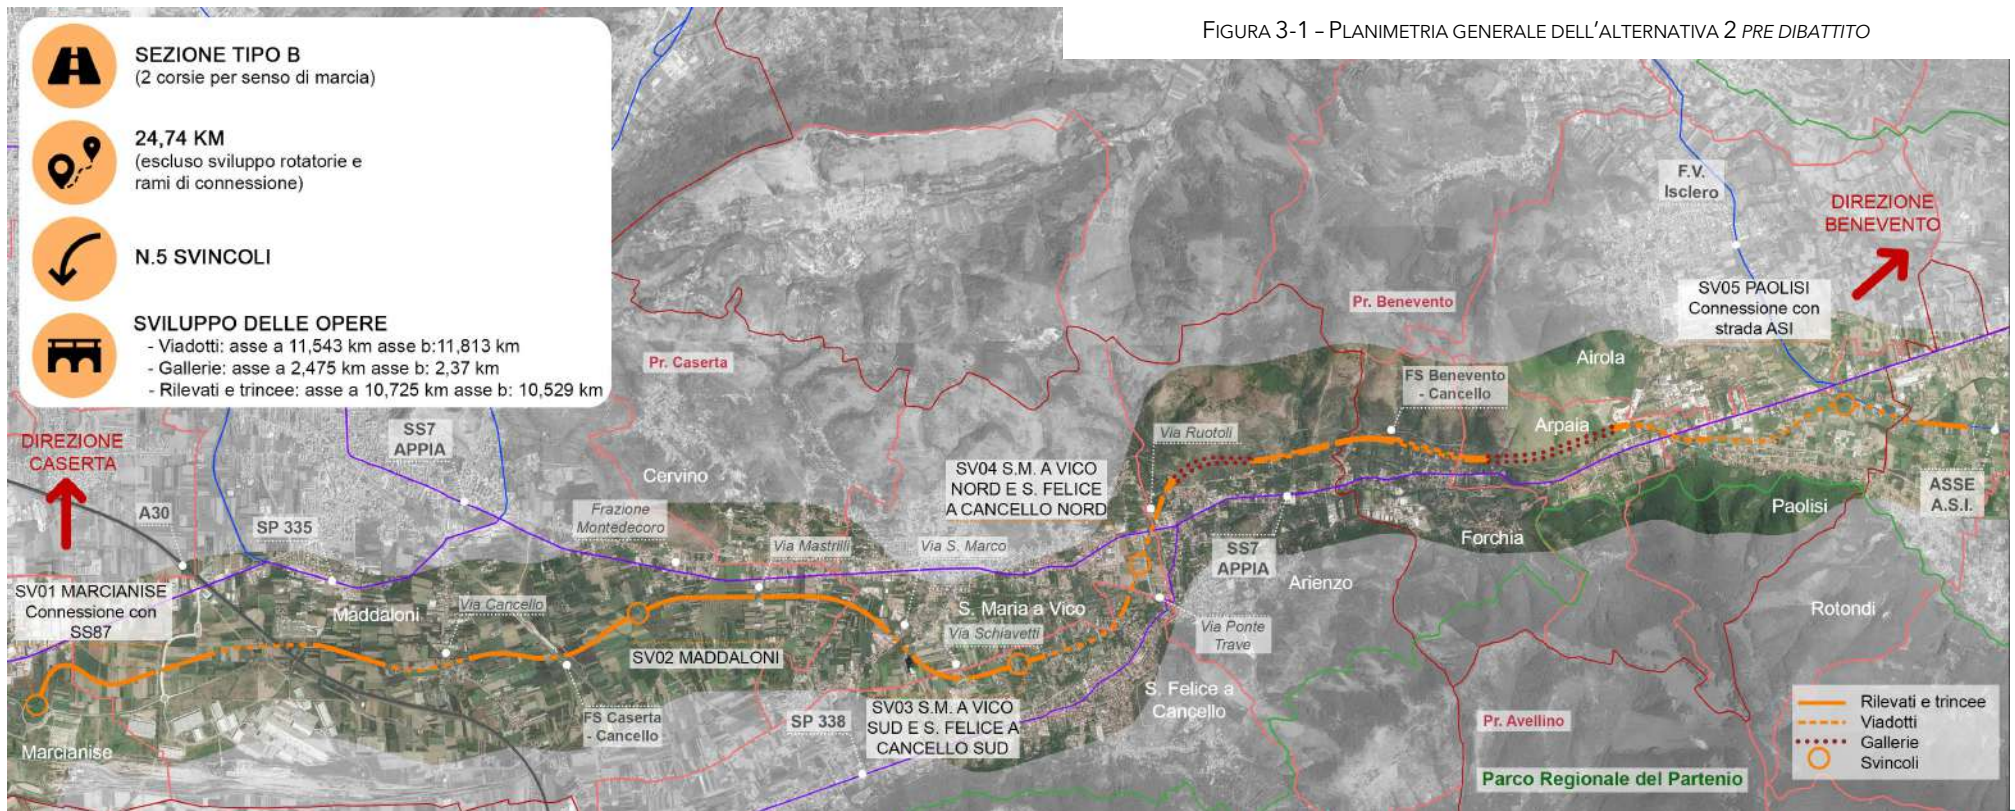 FIGURA 3-1 – PLANIMETRIA GENERALE DELL'ALTERNATIVA 2 PRE DIBATTITO
SEZIONE TIPO B
(2 corsie per senso di marcia)
24,74 KM
(escluso sviluppo rotatorie e
rami di connessione)
N.5 SVINCOLI
SVILUPPO DELLE OPERE
- Viadotti: asse a 11,543 km asse b:11,813 km
- Gallerie: asse a 2,475 km asse b: 2,37 km
- Rilevati e trincee: asse a 10,725 km asse b: 10,529 km
DIREZIONE
CASERTA
A30
SP 335
SS7
APPIA
SV01 MARCIANISE
Connessione con
SS87
Marcianise
Maddaloni
Via Cancello
FS Caserta
- Cancello
Frazione
Montedecoro
Cervino
Pr. Caserta
Via Mastrilli
SV02 MADDALONI
Via S. Marco
S. Maria a Vico
Via Schiavetti
SP 338
SV03 S.M. A VICO
SUD E S. FELICE A
CANCELLO SUD
SV04 S.M. A VICO
NORD E S. FELICE
A CANCELLO NORD
Via Ruotoli
Via Ponte
Trave
S. Felice a
Cancello
SS7
APPIA
Arienzo
Pr. Benevento
FS Benevento
- Cancello
Forchia
Arpaia
Airola
F.V.
Isclero
SV05 PAOLISI
Connessione con
strada ASI
DIREZIONE
BENEVENTO
Paolisi
ASSE
A.S.I.
Rotondi
Pr. Avellino
Parco Regionale del Partenio
Rilevati e trincee
Viadotti
Gallerie
Svincoli